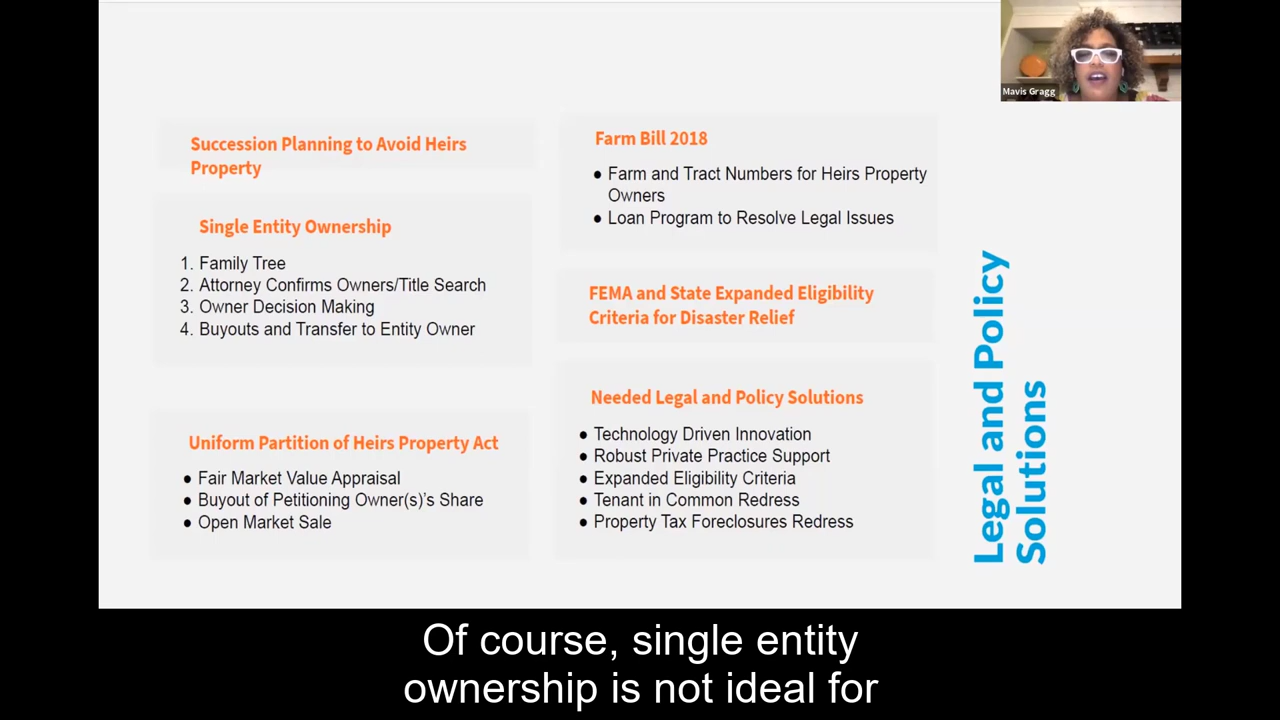 Mavis Gragg
Succession Planning to Avoid Heirs
Property
Single Entity Ownership
1. Family Tree
2. Attorney Confirms Owners/Title Search
3. Owner Decision Making
4. Buyouts and Transfer to Entity Owner
Uniform Partition of Heirs Property Act
● Fair Market Value Appraisal
● Buyout of Petitioning Owner(s)'s Share
● Open Market Sale
Farm Bill 2018
● Farm and Tract Numbers for Heirs Property
Owners
● Loan Program to Resolve Legal Issues
FEMA and State Expanded Eligibility
Criteria for Disaster Relief
Needed Legal and Policy Solutions
● Technology Driven Innovation
● Robust Private Practice Support
● Expanded Eligibility Criteria
● Tenant in Common Redress
● Property Tax Foreclosures Redress
Legal and Policy
Solutions
Of course, single entity
ownership is not ideal for